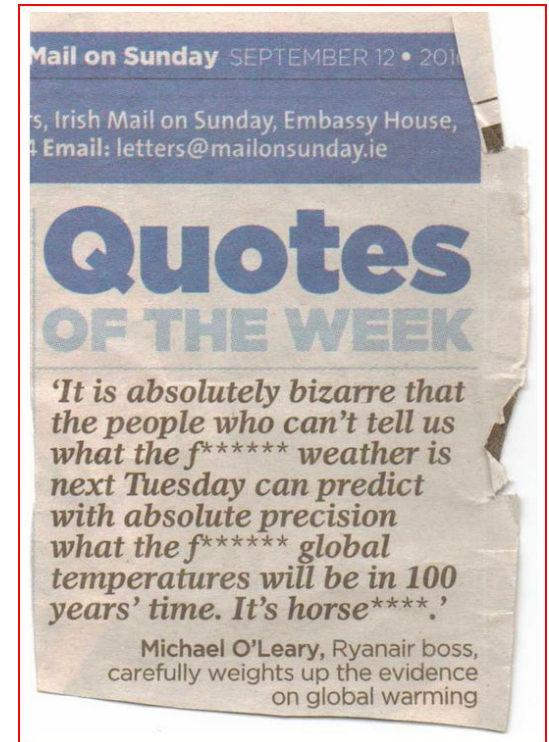 Mail on Sunday SEPTEMBER 12 • 201
s, Irish Mail on Sunday, Embassy House,
4 Email: letters@mailonsunday.ie
Quotes
OF THE WEEK
‘It is absolutely bizarre that
the people who can’t tell us
what the f****** weather is
next Tuesday can predict
with absolute precision
what the f****** global
temperatures will be in 100
years’ time. It’s horse****.’
Michael O’Leary, Ryanair boss,
carefully weights up the evidence
on global warming